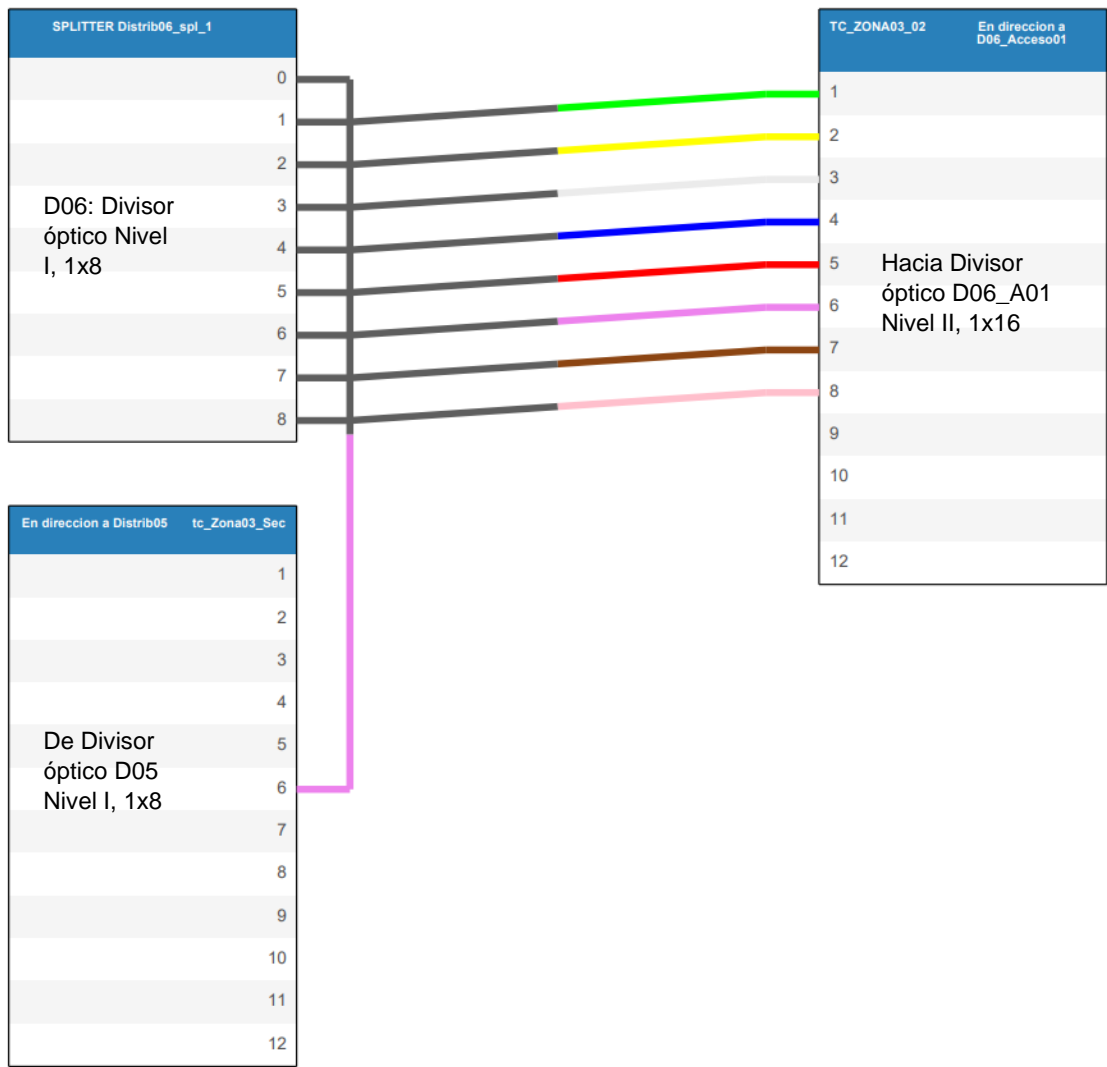 SPLITTER Distrib06_spl_1
0
1
2
3
4
5
6
7
8
D06: Divisor
óptico Nivel
I, 1x8
TC_ZONA03_02 En direccion a
D06_Acceso01
1
2
3
4
5
6
7
8
9
10
11
12
Hacia Divisor
óptico D06_A01
Nivel II, 1x16
En direccion a Distrib05 tc_Zona03_Sec
1
2
3
4
5
6
7
8
9
10
11
12
De Divisor
óptico D05
Nivel I, 1x8